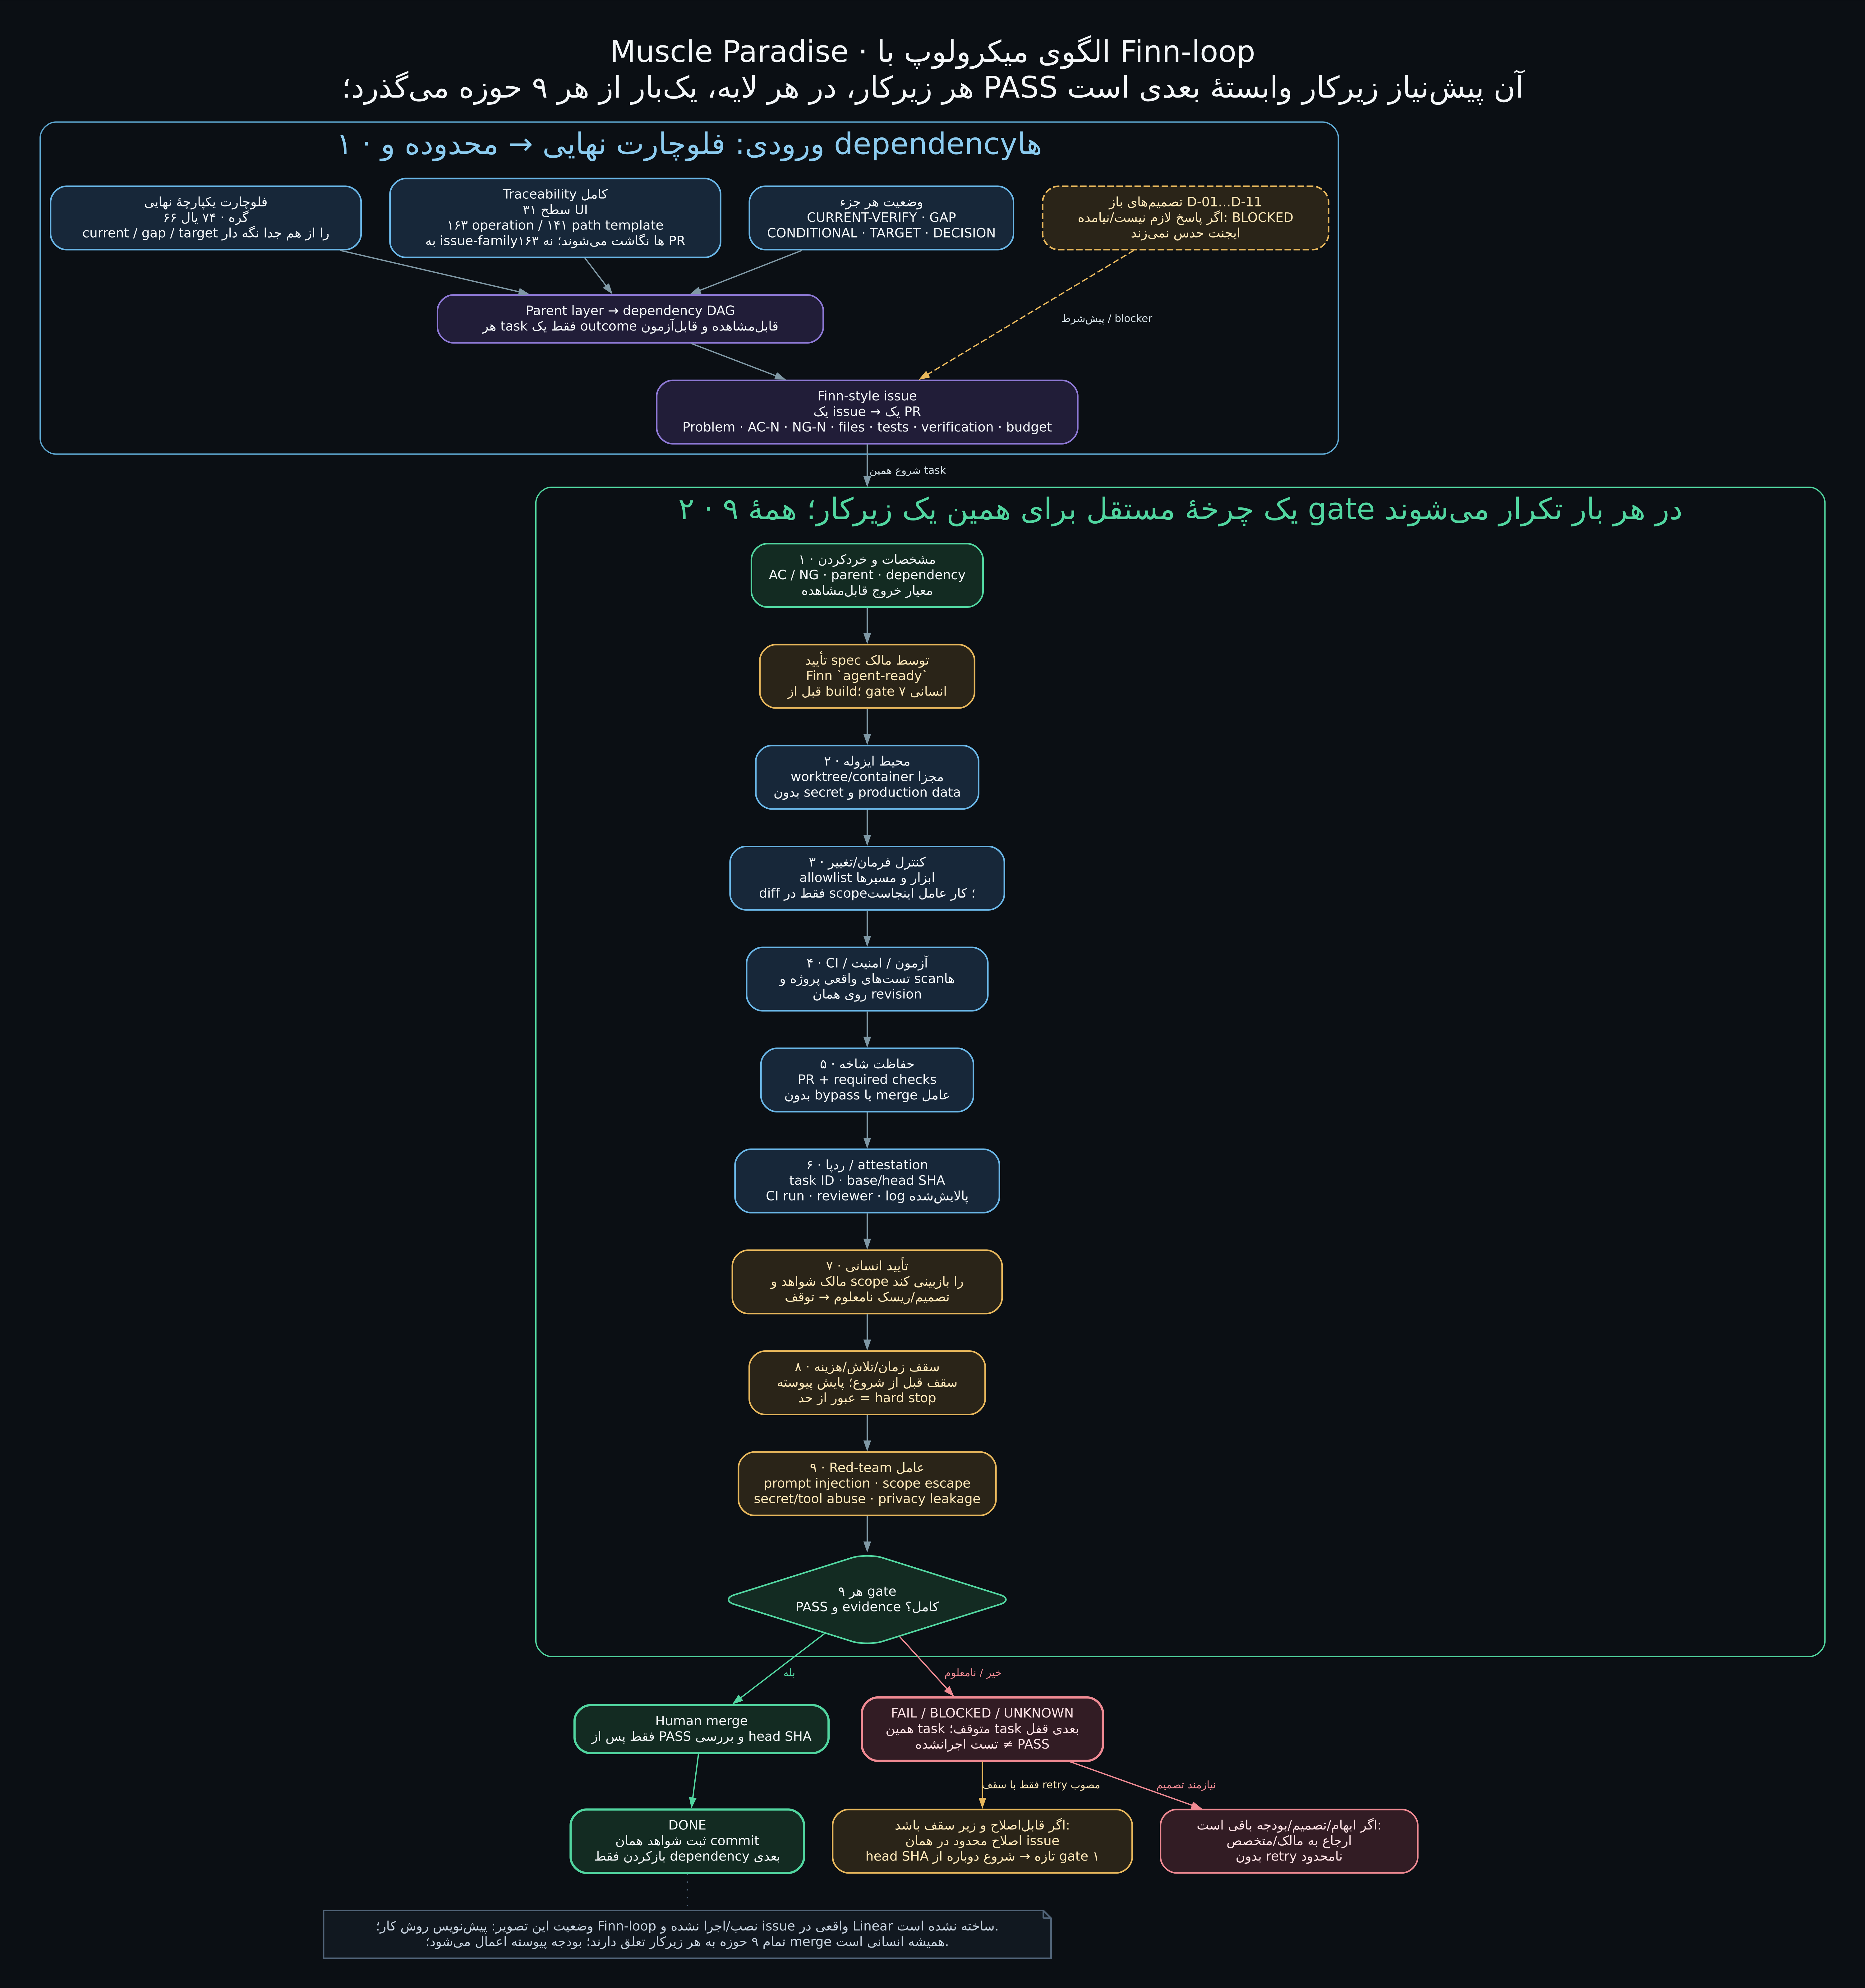 Muscle Paradise · الگوی میکرولوپ با Finn-loop
هر زیرکار، در هر لایه، یک‌بار از هر ۹ حوزه می‌گذرد؛ PASS آن پیش‌نیاز زیرکار وابستهٔ بعدی است
۱ · ورودی: فلوچارت نهایی → محدوده و dependencyها
فلوچارت یکپارچهٔ نهایی
۶۶ گره · ۷۴ یال
current / gap / target را از هم جدا نگه دار
Traceability کامل
۳۱ سطح UI
۱۶۳ operation / ۱۴۱ path template
به issue-familyها نگاشت می‌شوند؛ نه ۱۶۳ PR
وضعیت هر جزء
CURRENT-VERIFY · GAP
CONDITIONAL · TARGET · DECISION
تصمیم‌های باز D-01…D-11
اگر پاسخ لازم نیست/نیامده: BLOCKED
ایجنت حدس نمی‌زند
Parent layer → dependency DAG
هر task فقط یک outcome قابل‌مشاهده و قابل‌آزمون
پیش‌شرط / blocker
Finn-style issue
یک issue → یک PR
Problem · AC-N · NG-N · files · tests · verification · budget
شروع همین task
۲ · یک چرخهٔ مستقل برای همین یک زیرکار؛ همهٔ ۹ gate در هر بار تکرار می‌شوند
۱ · مشخصات و خردکردن
AC / NG · parent · dependency
معیار خروج قابل‌مشاهده
تأیید spec توسط مالک
Finn `agent-ready`
قبل از build؛ gate ۷ انسانی
۲ · محیط ایزوله
worktree/container مجزا
بدون secret و production data
۳ · کنترل فرمان/تغییر
allowlist ابزار و مسیرها
diff فقط در scope؛ کار عامل اینجاست
۴ · CI / آزمون / امنیت
تست‌های واقعی پروژه و scanها
روی همان revision
۵ · حفاظت شاخه
PR + required checks
بدون bypass یا merge عامل
۶ · ردپا / attestation
task ID · base/head SHA
CI run · reviewer · log پالایش‌شده
۷ · تأیید انسانی
مالک شواهد و scope را بازبینی کند
تصمیم/ریسک نامعلوم → توقف
۸ · سقف زمان/تلاش/هزینه
سقف قبل از شروع؛ پایش پیوسته
عبور از حد = hard stop
۹ · Red-team عامل
prompt injection · scope escape
secret/tool abuse · privacy leakage
هر ۹ gate
PASS و evidence کامل؟
بله
خیر / نامعلوم
Human merge
فقط پس از PASS و بررسی head SHA
FAIL / BLOCKED / UNKNOWN
همین task متوقف؛ task بعدی قفل
تست اجرانشده ≠ PASS
فقط با سقف retry مصوب
نیازمند تصمیم
DONE
ثبت شواهد همان commit
فقط بازکردن dependency بعدی
اگر قابل‌اصلاح و زیر سقف باشد:
اصلاح محدود در همان issue
head SHA تازه → شروع دوباره از gate ۱
اگر ابهام/تصمیم/بودجه باقی است:
ارجاع به مالک/متخصص
بدون retry نامحدود
وضعیت این تصویر: پیش‌نویس روش کار؛ Finn-loop نصب/اجرا نشده و issue واقعی در Linear ساخته نشده است.
تمام ۹ حوزه به هر زیرکار تعلق دارند؛ بودجه پیوسته اعمال می‌شود؛ merge همیشه انسانی است.